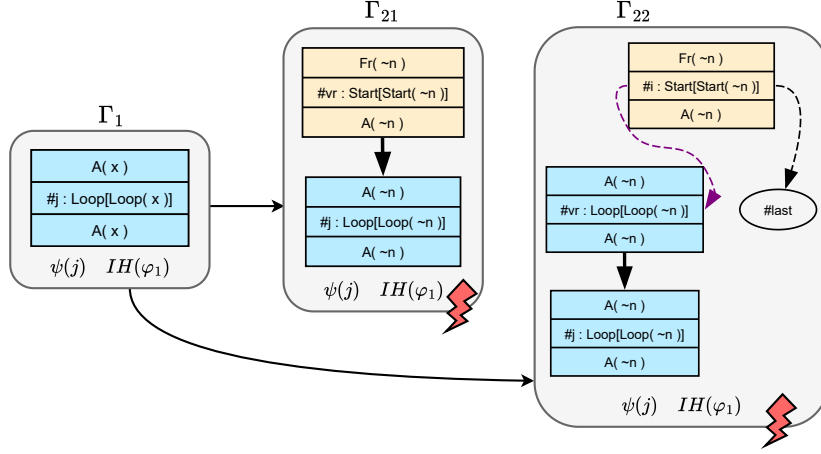 Γ₁
A( x )
#j : Loop[Loop( x )]
A( x )
ψ(j) IH(φ₁)
Γ₂₁
Fr( ~n )
#vr : Start[Start( ~n )]
A( ~n )
A( ~n )
#j : Loop[Loop( ~n )]
A( ~n )
ψ(j) IH(φ₁)
Γ₂₂
Fr( ~n )
#i : Start[Start( ~n )]
A( ~n )
#last
A( ~n )
#vr : Loop[Loop( ~n )]
A( ~n )
A( ~n )
#j : Loop[Loop( ~n )]
A( ~n )
ψ(j) IH(φ₁)